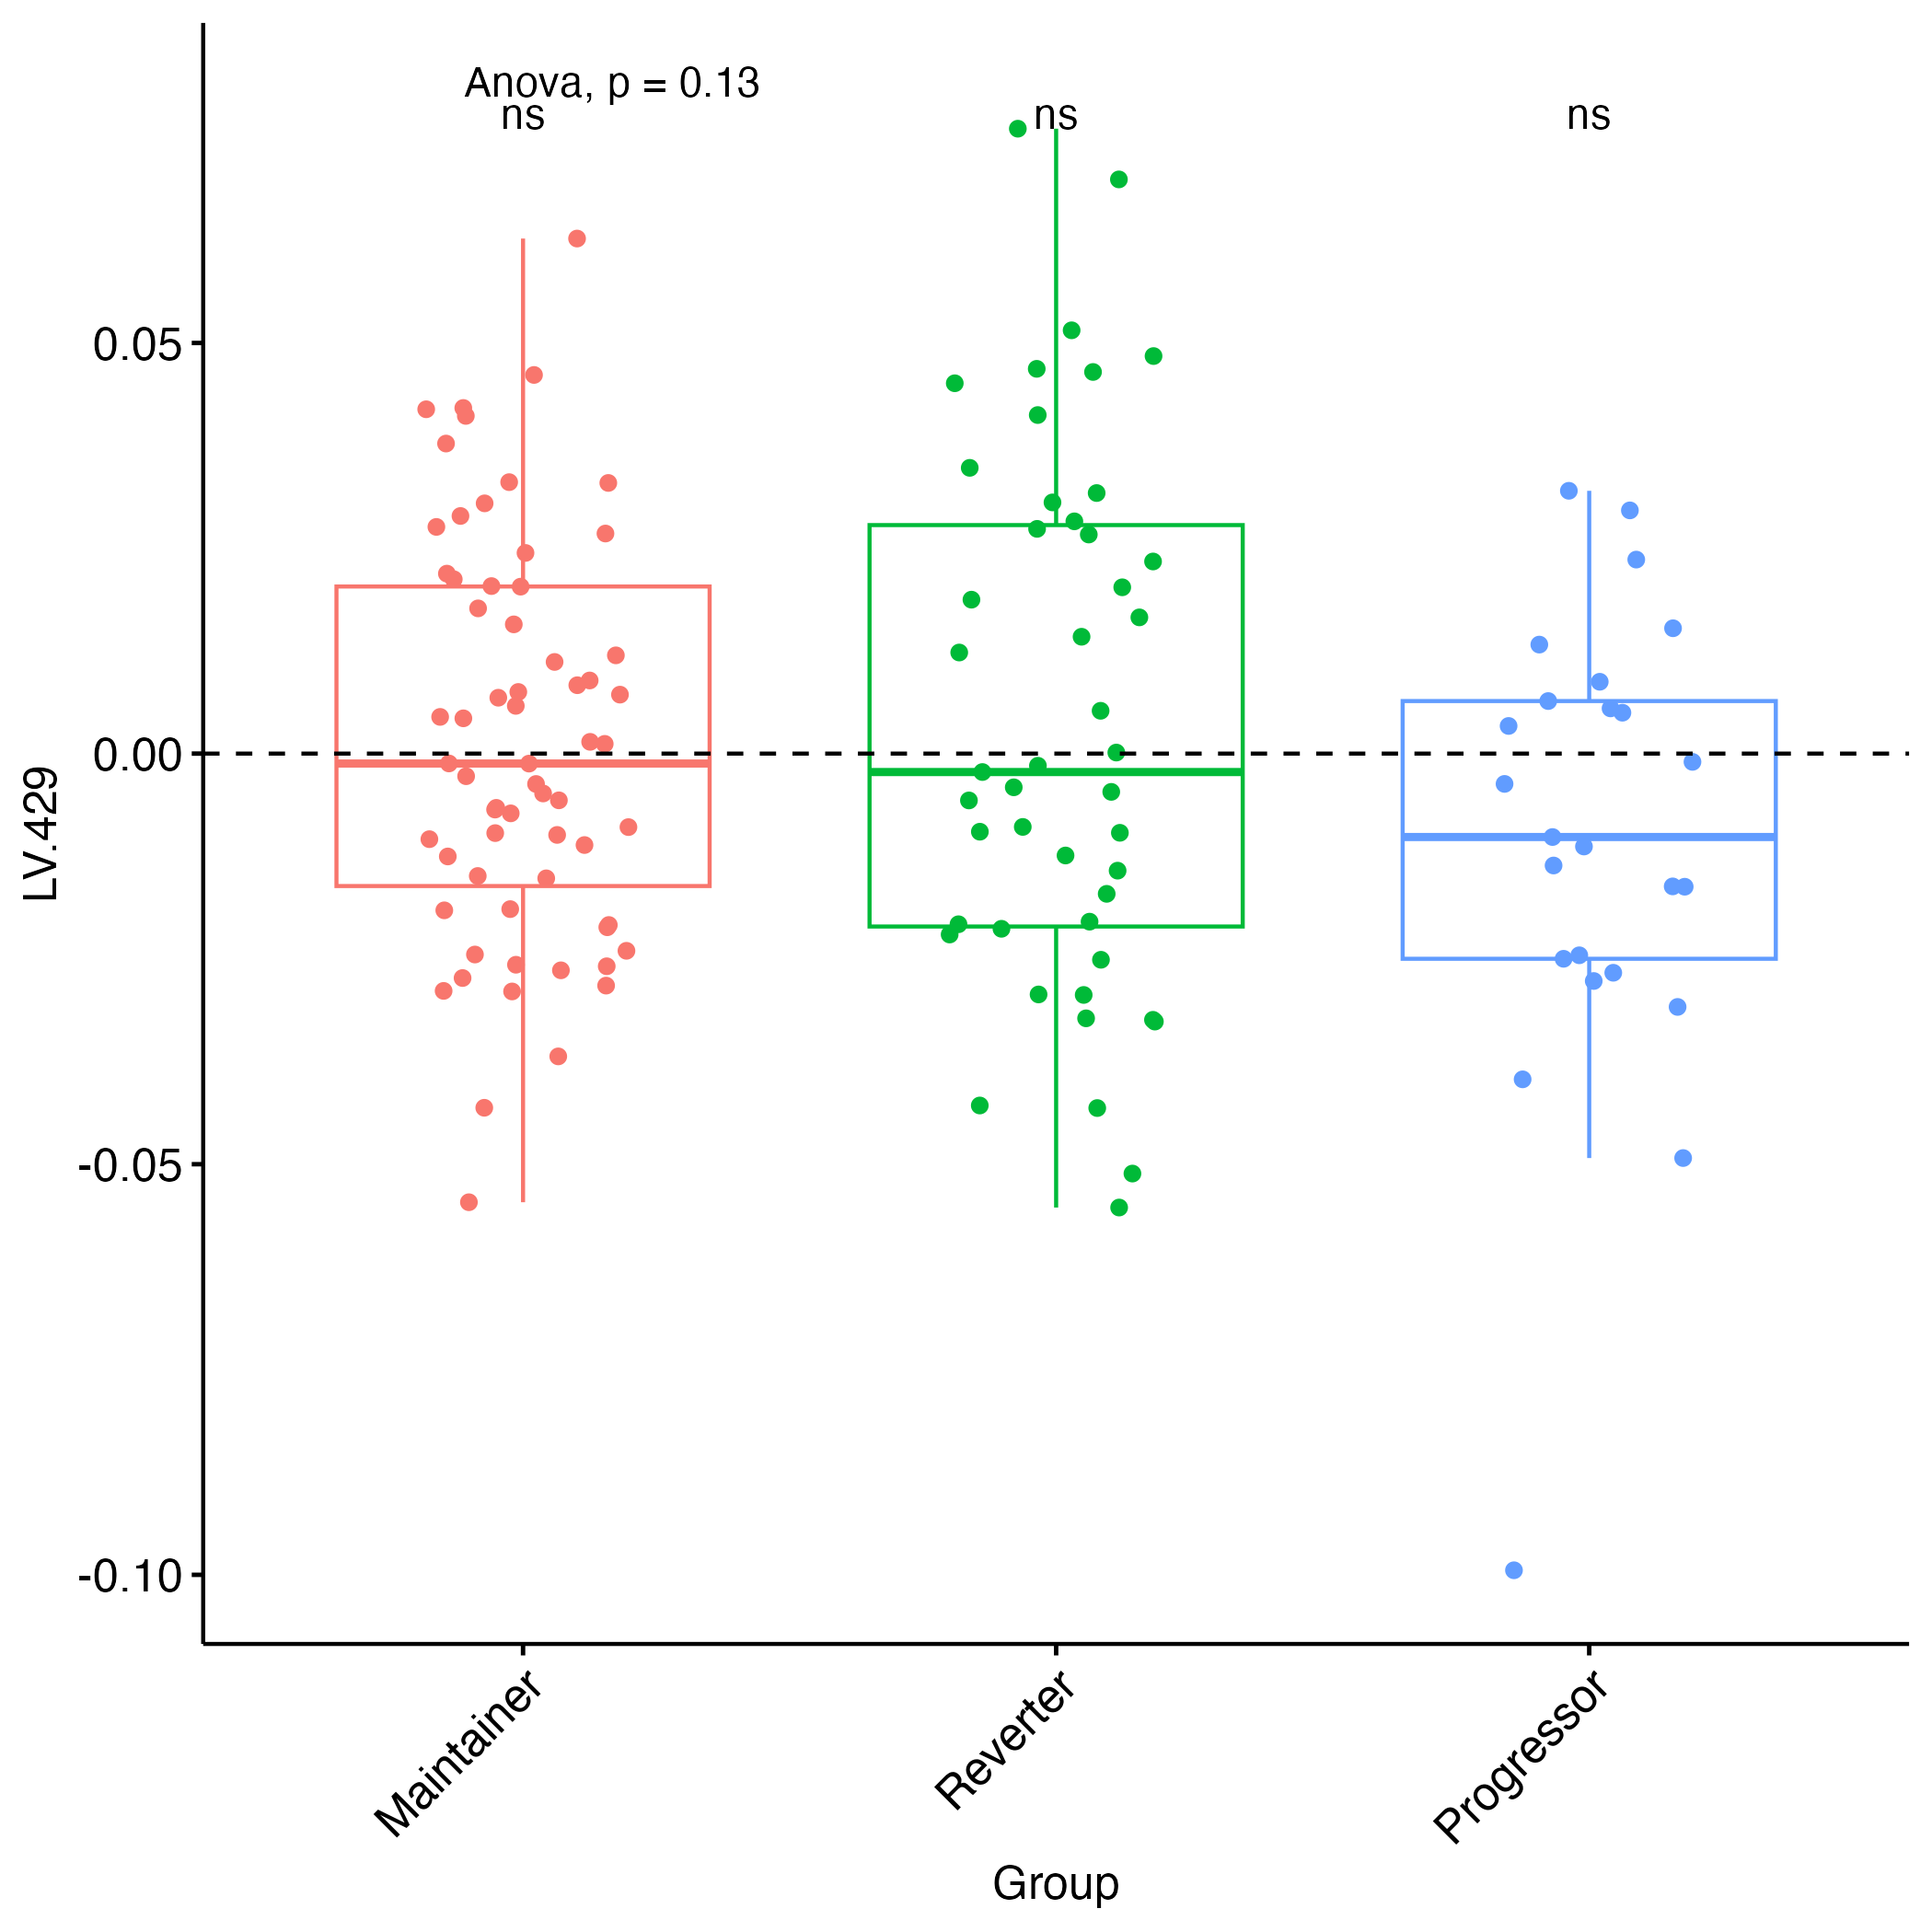 Anova, p = 0.13
ns ns ns
0.05
0.00
-0.05
-0.10
LV.429
Maintainer Reverter Progressor
Group